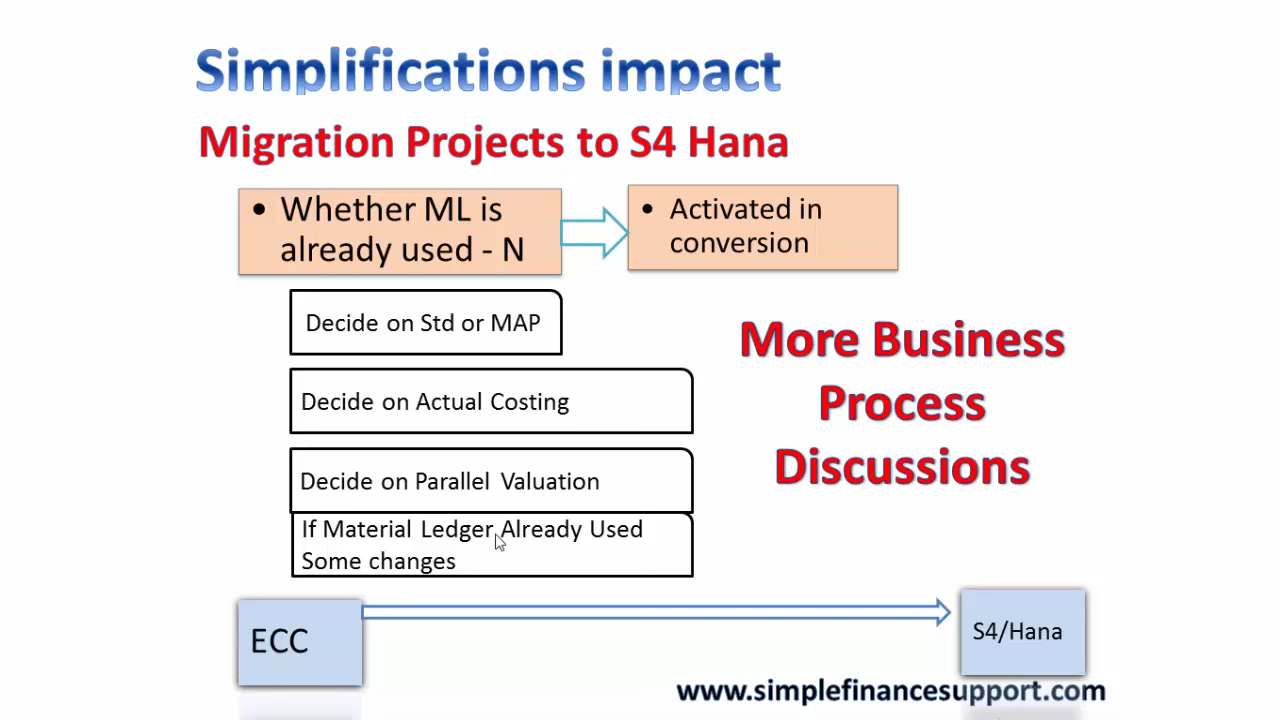 Simplifications impact
Migration Projects to S4 Hana
• Whether ML is
already used - N
• Activated in
conversion
Decide on Std or MAP
Decide on Actual Costing
Decide on Parallel Valuation
If Material Ledger Already Used
Some changes
More Business
Process
Discussions
ECC
S4/Hana
www.simplefinancesupport.com